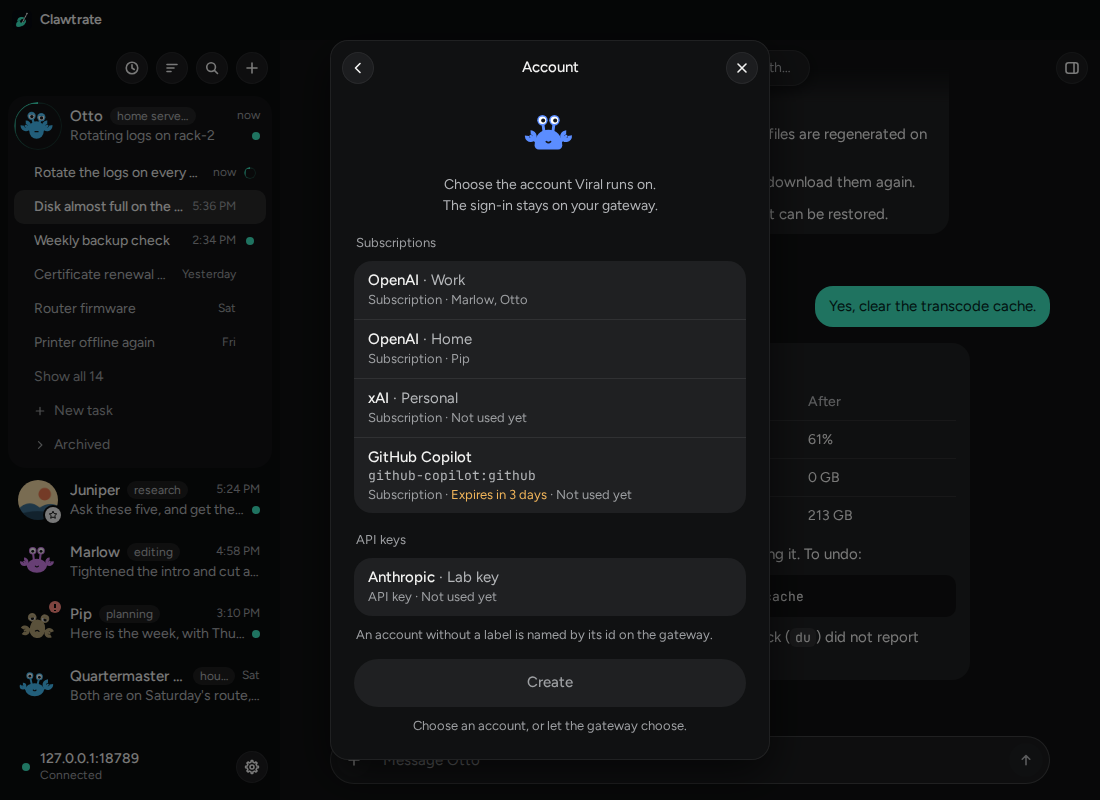 Clawtrate
Otto
home serve…
now
Rotating logs on rack-2
Rotate the logs on every …
now
Disk almost full on the …
5:36 PM
Weekly backup check
2:34 PM
Certificate renewal …
Yesterday
Router firmware
Sat
Printer offline again
Fri
Show all 14
New task
Archived
Juniper
research
5:24 PM
Ask these five, and get the…
Marlow
editing
4:58 PM
Tightened the intro and cut a…
Pip
planning
3:10 PM
Here is the week, with Thu…
Quartermaster …
hou…
Sat
Both are on Saturday's route,…
127.0.0.1:18789
Connected
Account
Choose the account Viral runs on.
The sign-in stays on your gateway.
Subscriptions
OpenAI · Work
Subscription · Marlow, Otto
OpenAI · Home
Subscription · Pip
xAI · Personal
Subscription · Not used yet
GitHub Copilot
github-copilot:github
Subscription · Expires in 3 days · Not used yet
API keys
Anthropic · Lab key
API key · Not used yet
An account without a label is named by its id on the gateway.
Create
Choose an account, or let the gateway choose.
th…
files are regenerated on
download them again.
t can be restored.
Yes, clear the transcode cache.
After
61%
0 GB
213 GB
ng it. To undo:
cache
ck ( du ) did not report
Message Otto